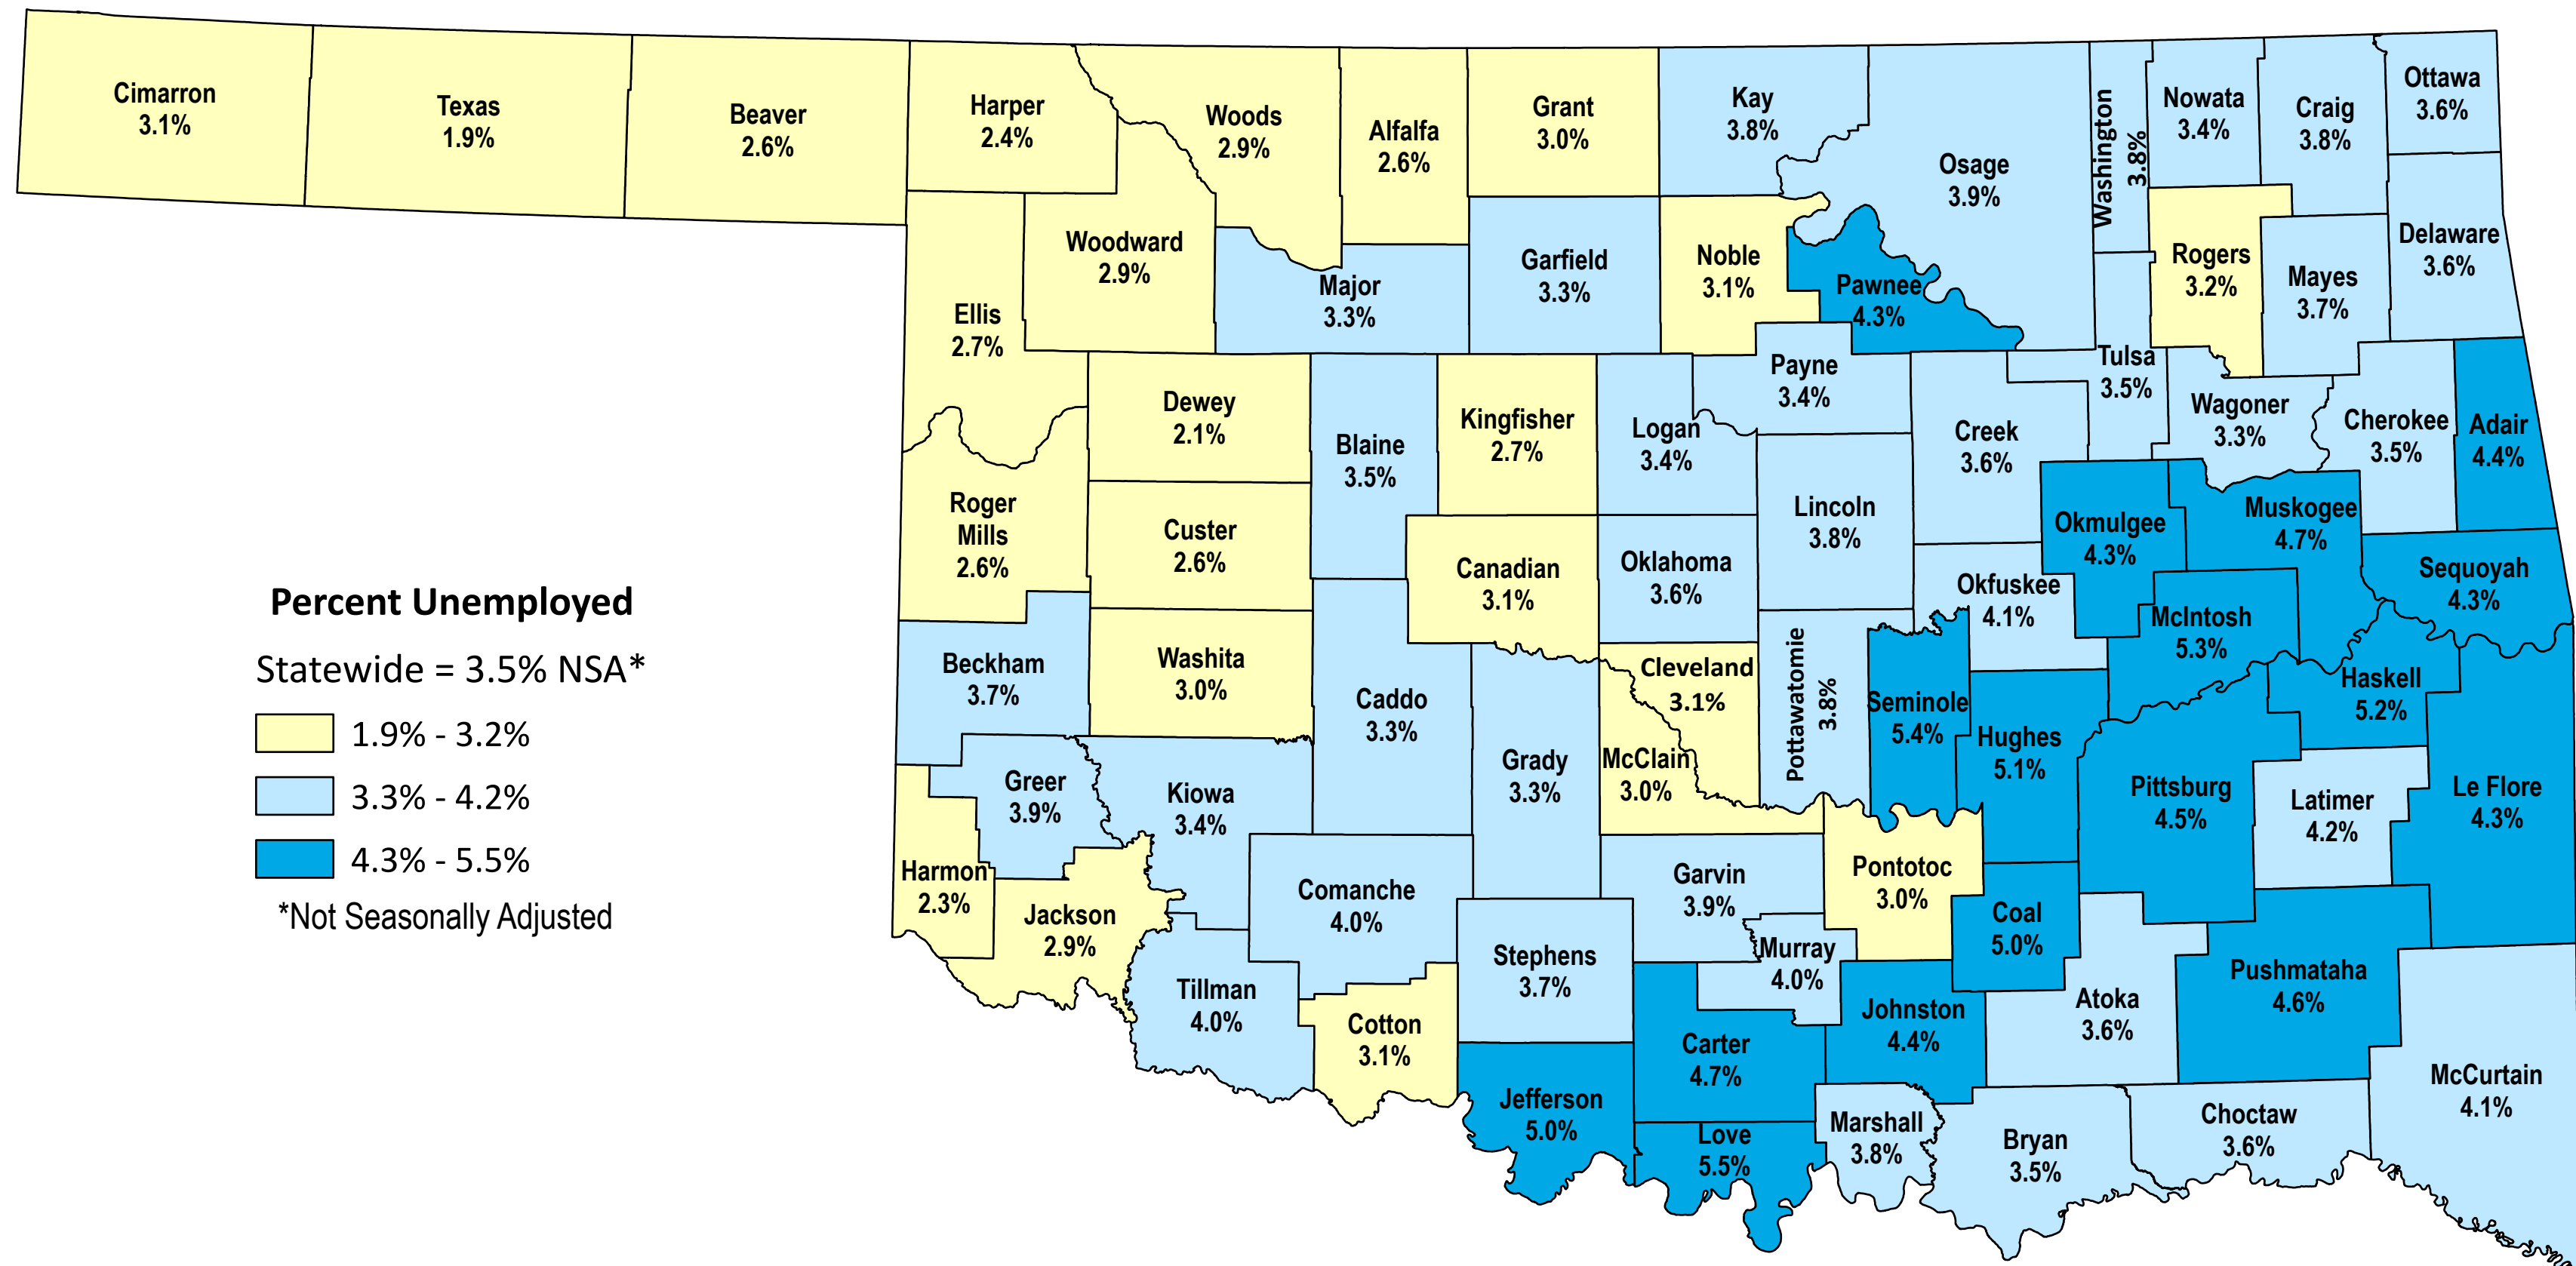 Cimarron
3.1%
Texas
1.9%
Beaver
2.6%
Harper
2.4%
Woods
2.9%
Alfalfa
2.6%
Grant
3.0%
Kay
3.8%
Osage
3.9%
Washington
3.8%
Nowata
3.4%
Craig
3.8%
Ottawa
3.6%
Woodward
2.9%
Ellis
2.7%
Major
3.3%
Garfield
3.3%
Noble
3.1%
Pawnee
4.3%
Rogers
3.2%
Mayes
3.7%
Delaware
3.6%
Dewey
2.1%
Blaine
3.5%
Kingfisher
2.7%
Logan
3.4%
Payne
3.4%
Creek
3.6%
Tulsa
3.5%
Wagoner
3.3%
Cherokee
3.5%
Adair
4.4%
Roger
Mills
2.6%
Custer
2.6%
Canadian
3.1%
Oklahoma
3.6%
Lincoln
3.8%
Okfuskee
4.1%
Okmulgee
4.3%
Muskogee
4.7%
McIntosh
5.3%
Sequoyah
4.3%
Percent Unemployed
Statewide = 3.5% NSA*
1.9% - 3.2%
3.3% - 4.2%
4.3% - 5.5%
*Not Seasonally Adjusted
Beckham
3.7%
Washita
3.0%
Caddo
3.3%
Grady
3.3%
Cleveland
3.1%
McClain
3.0%
Pottawatomie
3.8%
Seminole
5.4%
Hughes
5.1%
Pittsburg
4.5%
Haskell
5.2%
Latimer
4.2%
Le Flore
4.3%
Greer
3.9%
Kiowa
3.4%
Harmon
2.3%
Jackson
2.9%
Comanche
4.0%
Garvin
3.9%
Pontotoc
3.0%
Coal
5.0%
Tillman
4.0%
Cotton
3.1%
Stephens
3.7%
Murray
4.0%
Johnston
4.4%
Atoka
3.6%
Pushmataha
4.6%
Jefferson
5.0%
Carter
4.7%
Love
5.5%
Marshall
3.8%
Bryan
3.5%
Choctaw
3.6%
McCurtain
4.1%